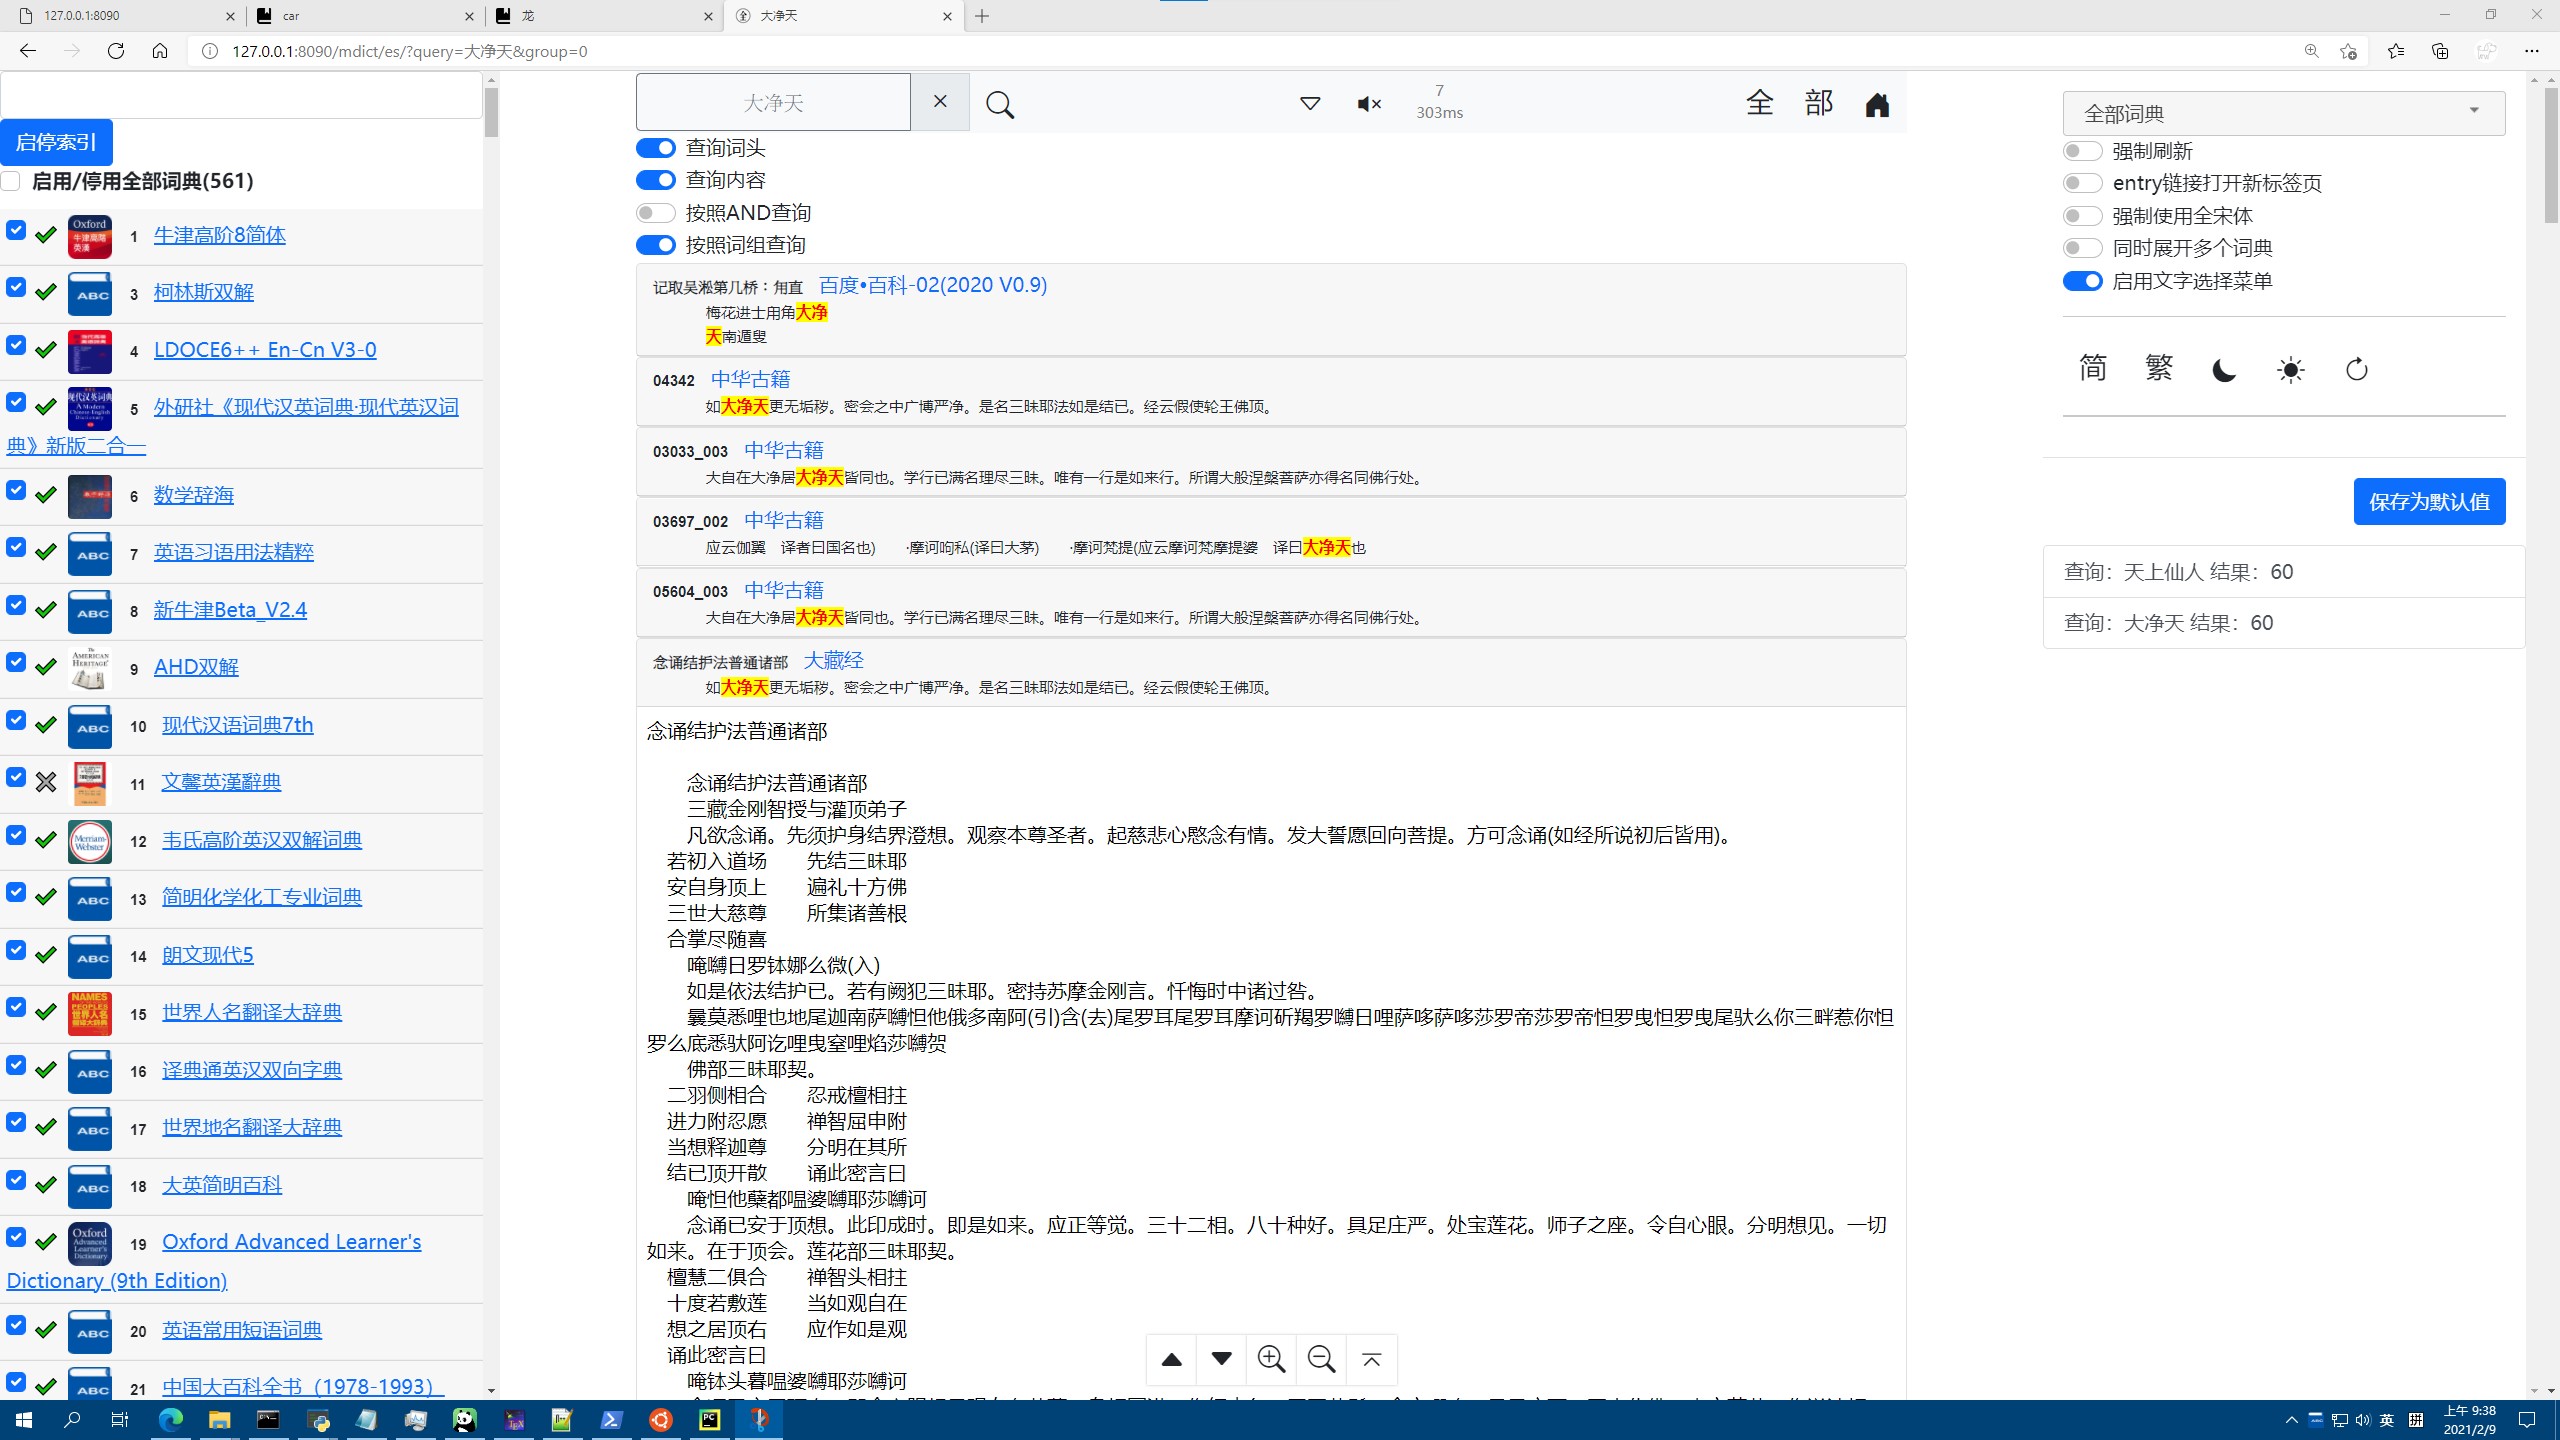 127.0.0.1:8090
car
龙
大净天
127.0.0.1:8090/mdict/es/?query=大净天&group=0
启停索引
启用/停用全部词典(561)
1 牛津高阶8简体
3 柯林斯双解
4 LDOCE6++ En-Cn V3-0
5 外研社《现代汉英词典·现代英汉词
典》新版二合一
6 数学辞海
7 英语习语用法精粹
8 新牛津Beta_V2.4
9 AHD双解
10 现代汉语词典7th
11 文馨英漢辭典
12 韦氏高阶英汉双解词典
13 简明化学化工专业词典
14 朗文现代5
15 世界人名翻译大辞典
16 译典通英汉双向字典
17 世界地名翻译大辞典
18 大英简明百科
19 Oxford Advanced Learner's
Dictionary (9th Edition)
20 英语常用短语词典
21 中国大百科全书（1978-1993）
大净天
7
303ms
全 部
查询词头
查询内容
按照AND查询
按照词组查询
记取吴淞第几桥：甪直 百度•百科-02(2020 V0.9)
梅花进士用角大净
天南遁叟
04342 中华古籍
如大净天更无垢秽。密会之中广博严净。是名三昧耶法如是结已。经云假使轮王佛顶。
03033_003 中华古籍
大自在大净居大净天皆同也。学行已满名理尽三昧。唯有一行是如来行。所谓大般涅槃菩萨亦得名同佛行处。
03697_002 中华古籍
应云伽翼 译者曰国名也) ·摩诃呴私(译曰大茅) ·摩诃梵提(应云摩诃梵摩提婆 译曰大净天也
05604_003 中华古籍
大自在大净居大净天皆同也。学行已满名理尽三昧。唯有一行是如来行。所谓大般涅槃菩萨亦得名同佛行处。
念诵结护法普通诸部 大藏经
如大净天更无垢秽。密会之中广博严净。是名三昧耶法如是结已。经云假使轮王佛顶。
念诵结护法普通诸部
念诵结护法普通诸部
三藏金刚智授与灌顶弟子
凡欲念诵。先须护身结界澄想。观察本尊圣者。起慈悲心愍念有情。发大誓愿回向菩提。方可念诵(如经所说初后皆用)。
若初入道场 先结三昧耶
安自身顶上 遍礼十方佛
三世大慈尊 所集诸善根
合掌尽随喜
唵嚩日罗钵娜么微(入)
如是依法结护已。若有阙犯三昧耶。密持苏摩金刚言。忏悔时中诸过咎。
曩莫悉哩也地尾迦南萨嚩怛他俄多南阿(引)含(去)尾罗耳尾罗耳摩诃斫羯罗嚩日哩萨哆萨哆莎罗帝莎罗帝怛罗曳怛罗曳尾驮么你三畔惹你怛
罗么底悉驮阿讫哩曳窒哩焰莎嚩贺
佛部三昧耶契。
二羽侧相合 忍戒檀相拄
进力附忍愿 禅智屈申附
当想释迦尊 分明在其所
结已顶开散 诵此密言曰
唵怛他蘖都嗢婆嚩耶莎嚩诃
念诵已安于顶想。此印成时。即是如来。应正等觉。三十二相。八十种好。具足庄严。处宝莲花。师子之座。令自心眼。分明想见。一切
如来。在于顶会。莲花部三昧耶契。
檀慧二俱合 禅智头相拄
十度若敷莲 当如观自在
想之居顶右 应作如是观
诵此密言曰
唵钵头暮嗢婆嚩耶莎嚩诃
全部词典
强制刷新
entry链接打开新标签页
强制使用全宋体
同时展开多个词典
启用文字选择菜单
简 繁
保存为默认值
查询：天上仙人 结果：60
查询：大净天 结果：60
英
拼
上午 9:38
2021/2/9